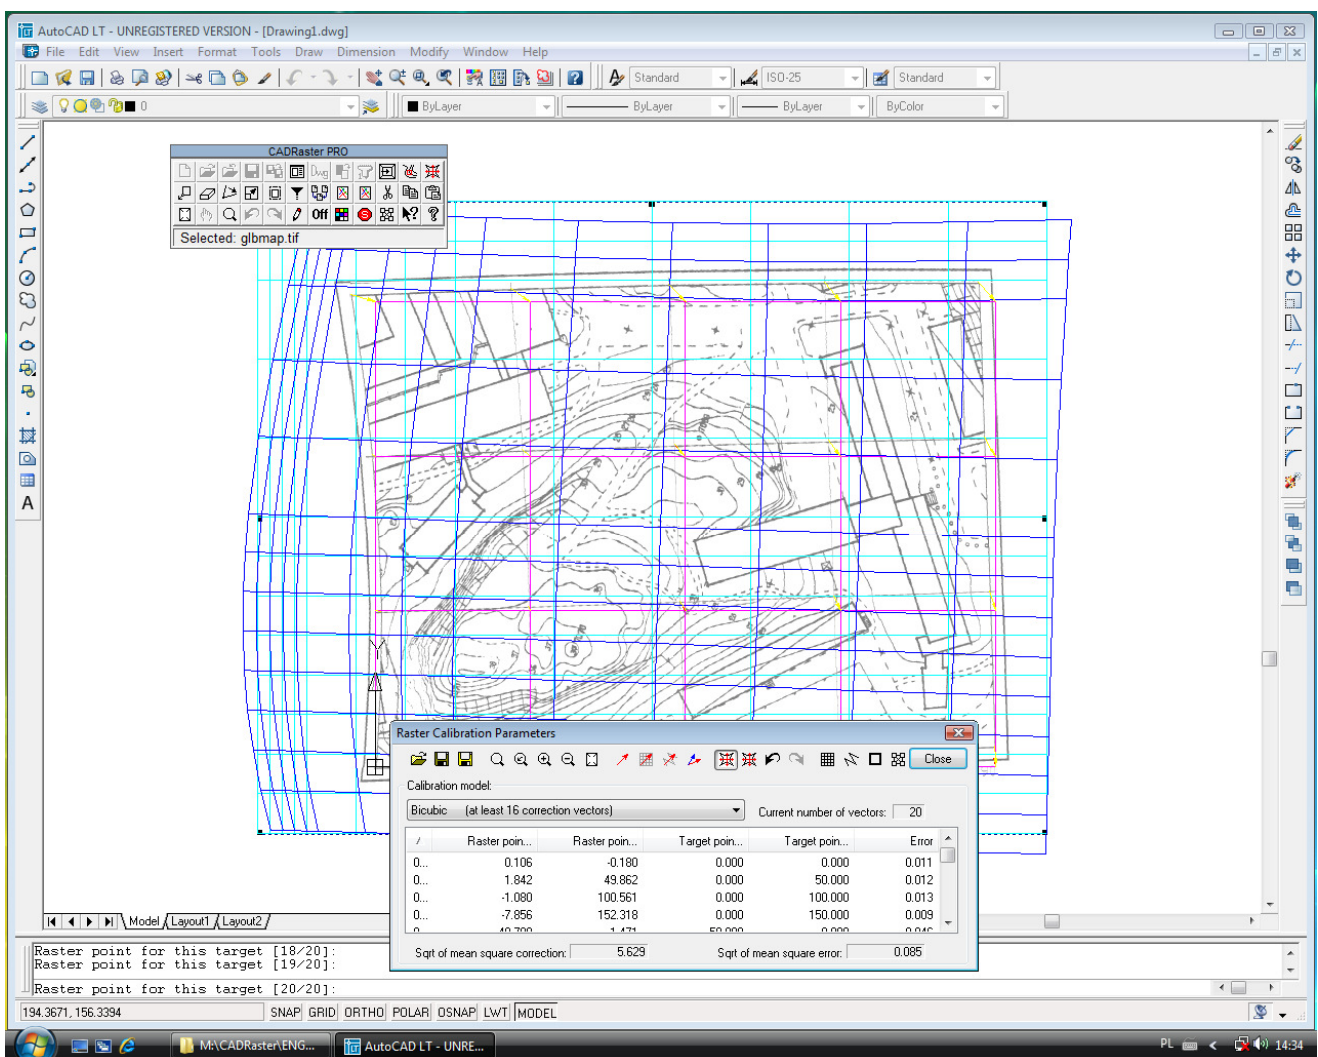 AutoCAD LT - UNREGISTERED VERSION - [Drawing1.dwg]
File Edit View Insert Format Tools Draw Dimension Modify Window Help
Standard ISO-25 Standard
0 ByLayer ByLayer ByLayer ByColor
CADRaster PRO
Dwg
Off
Selected: glbmap.tif
A
Y
Raster Calibration Parameters
Close
Calibration model:
Bicubic (at least 16 correction vectors) Current number of vectors: 20
/ Raster poin... Raster poin... Target poin... Target poin... Error
0... 0.106 -0.180 0.000 0.000 0.011
0... 1.842 49.862 0.000 50.000 0.012
0... -1.080 100.561 0.000 100.000 0.013
0... -7.856 152.318 0.000 150.000 0.009
Sqrt of mean square correction: 5.629 Sqrt of mean square error: 0.085
Model Layout1 Layout2
Raster point for this target [18/20]:
Raster point for this target [19/20]:
Raster point for this target [20/20]:
194.3671, 156.3394 SNAP GRID ORTHO POLAR OSNAP LWT MODEL
M:\CADRaster\ENG... AutoCAD LT - UNRE... PL 14:34